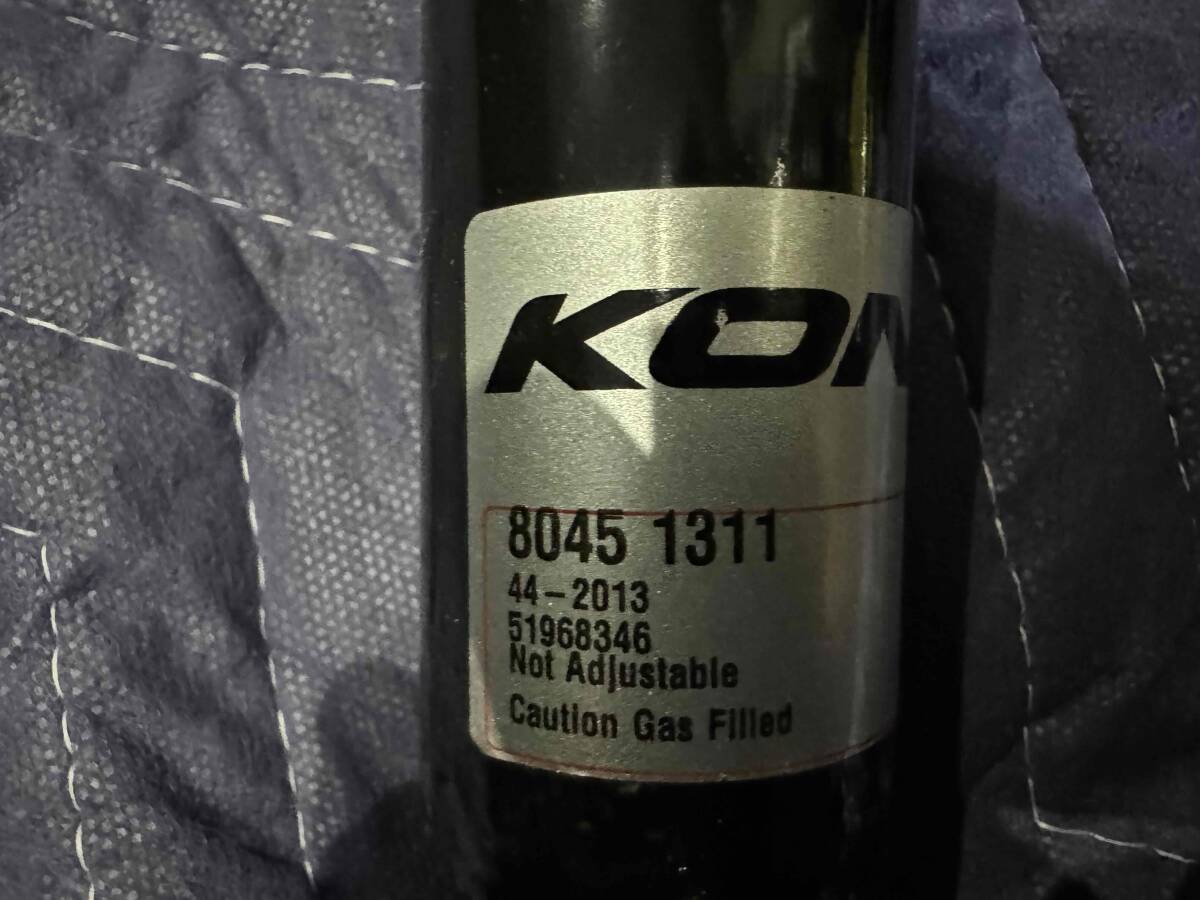 KON
8045 1311
44-2013
51968346
Not Adjustable
Caution Gas Filled